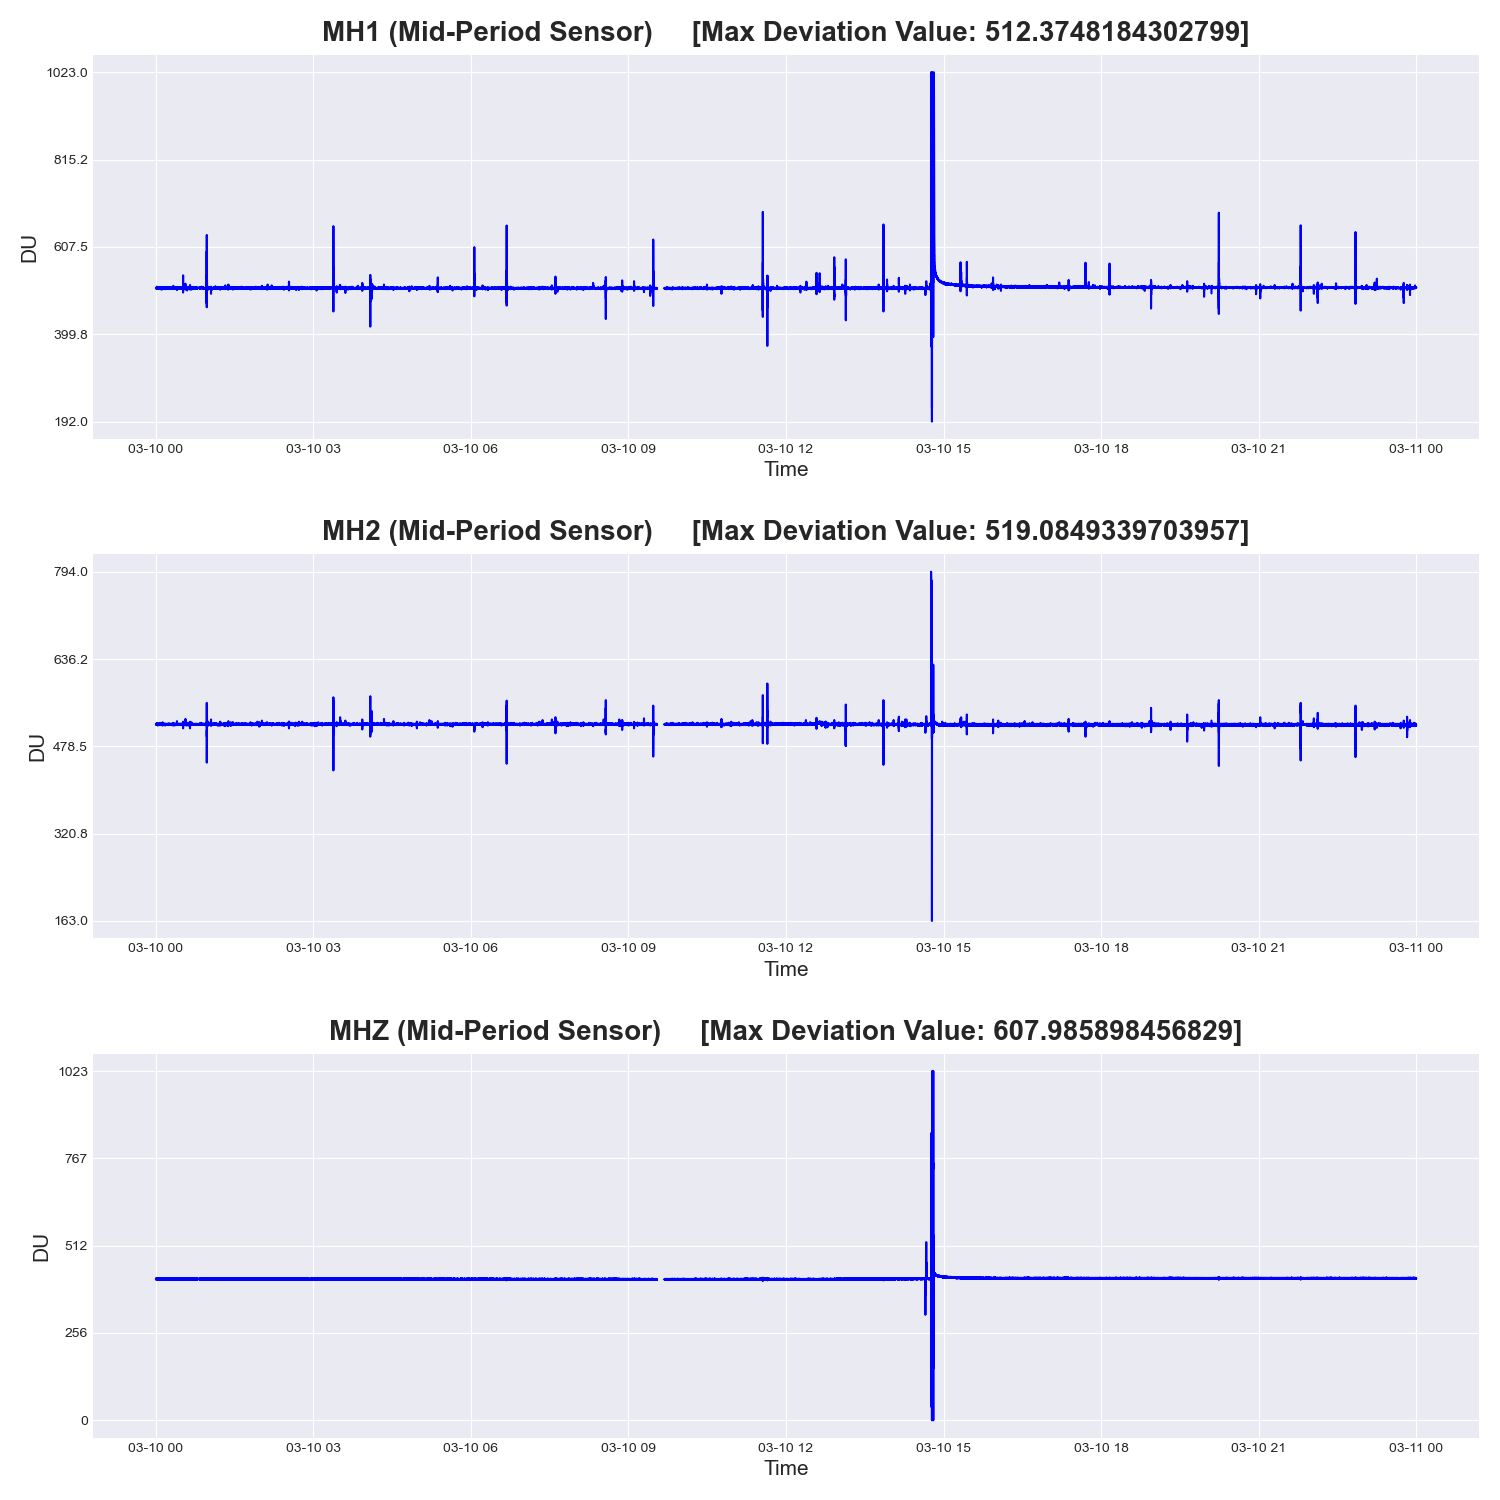 MH1 (Mid-Period Sensor) [Max Deviation Value: 512.3748184302799]
1023.0
815.2
607.5
399.8
192.0
DU
03-10 00 03-10 03 03-10 06 03-10 09 03-10 12 03-10 15 03-10 18 03-10 21 03-11 00
Time
MH2 (Mid-Period Sensor) [Max Deviation Value: 519.0849339703957]
794.0
636.2
478.5
320.8
163.0
DU
03-10 00 03-10 03 03-10 06 03-10 09 03-10 12 03-10 15 03-10 18 03-10 21 03-11 00
Time
MHZ (Mid-Period Sensor) [Max Deviation Value: 607.985898456829]
1023
767
512
256
0
DU
03-10 00 03-10 03 03-10 06 03-10 09 03-10 12 03-10 15 03-10 18 03-10 21 03-11 00
Time